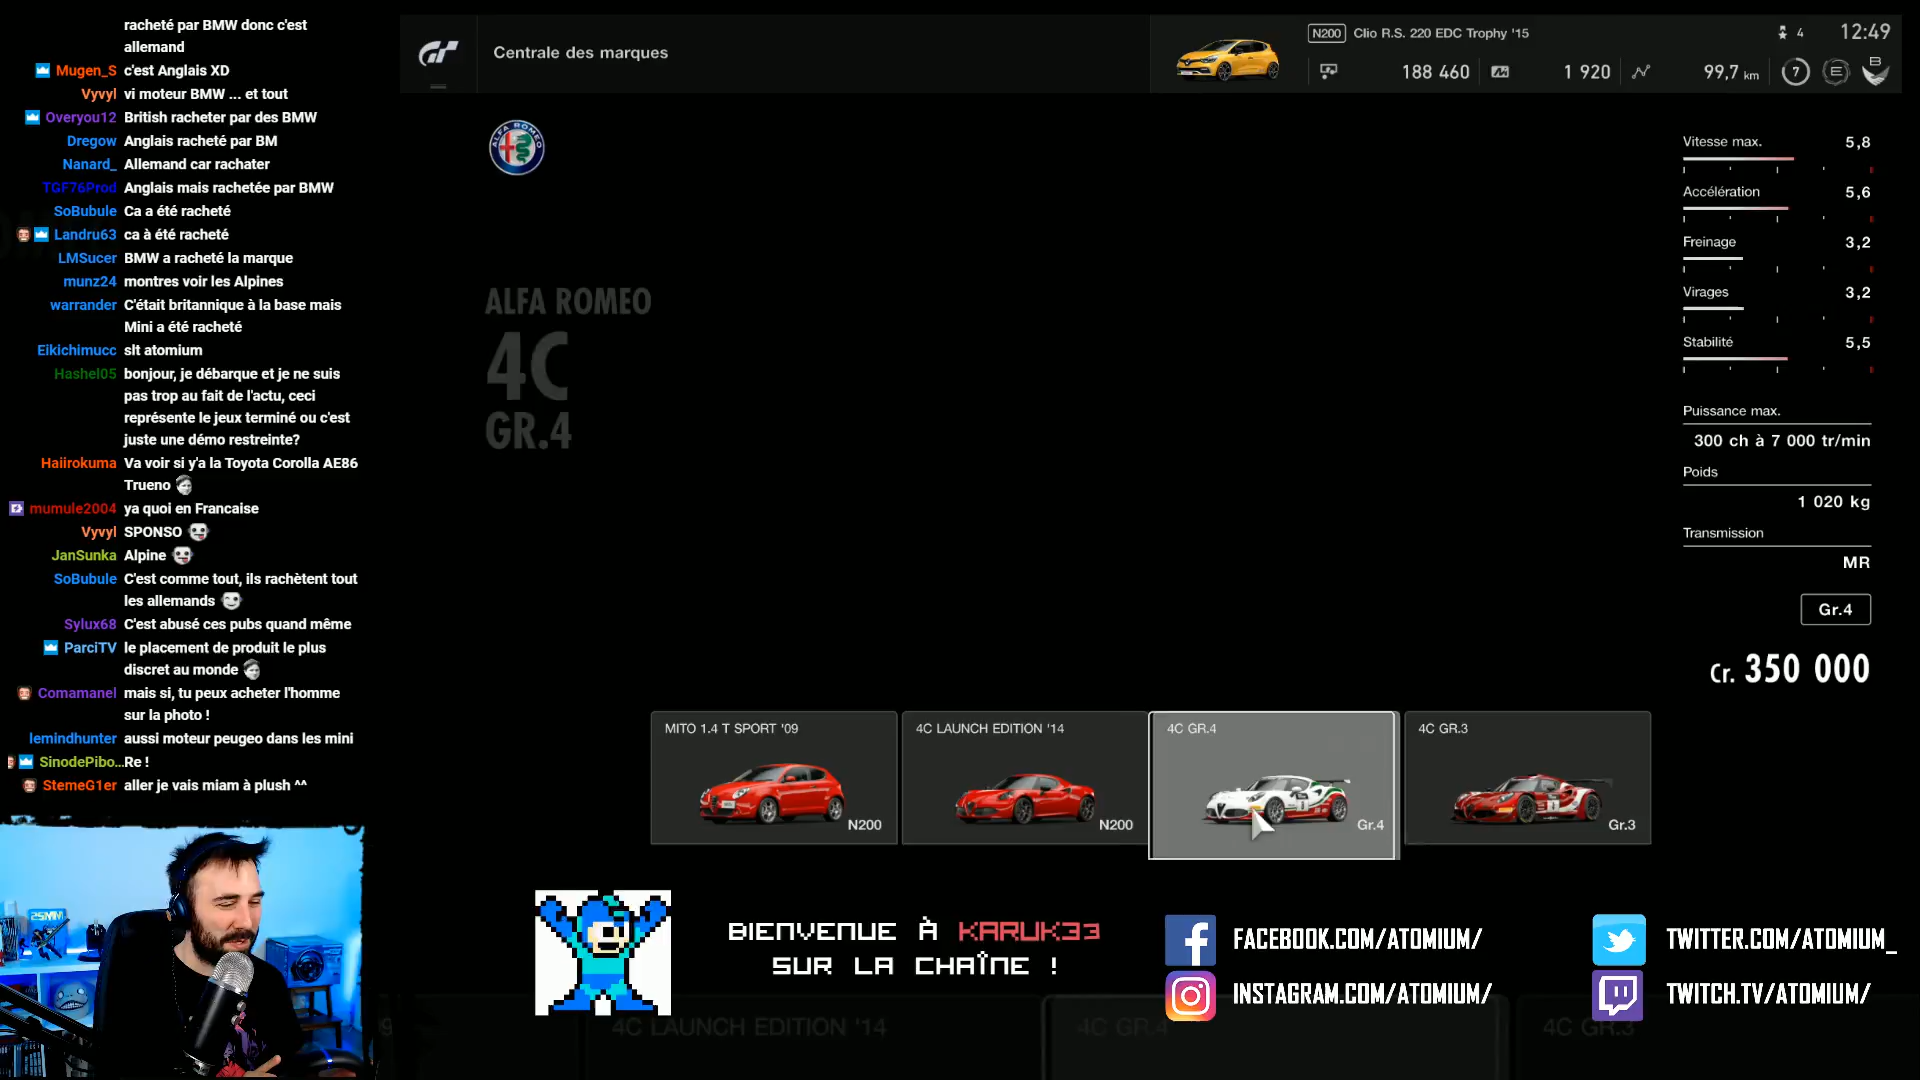 racheté par BMW donc c'est
allemand
Mugen_S c'est Anglais XD
Vyvyl vi moteur BMW ... et tout
Overyou12 British racheter par des BMW
Dregow Anglais racheté par BM
Nanard_ Allemand car rachater
TGF76Prod Anglais mais rachetée par BMW
SoBubule Ca a été racheté
Landru63 ca à été racheté
LMSucer BMW a racheté la marque
munz24 montres voir les Alpines
warrander C'était britannique à la base mais
Mini a été racheté
Eikichimucc slt atomium
Hashel05 bonjour, je débarque et je ne suis
pas trop au fait de l'actu, ceci
représente le jeux terminé ou c'est
juste une démo restreinte?
Haiirokuma Va voir si y'a la Toyota Corolla AE86
Trueno
mumule2004 ya quoi en Francaise
Vyvyl SPONSO
JanSunka Alpine
SoBubule C'est comme tout, ils rachètent tout
les allemands
Sylux68 C'est abusé ces pubs quand même
ParciTV le placement de produit le plus
discret au monde
Comamanel mais si, tu peux acheter l'homme
sur la photo !
lemindhunter aussi moteur peugeo dans les mini
SinodePibo... Re !
StemeG1er aller je vais miam à plush ^^
Centrale des marques
N200 Clio R.S. 220 EDC Trophy '15
4 12:49
188 460 1 920 99,7 km 7 E B
ALFA ROMEO
ALFA ROMEO
4C
GR.4
Vitesse max. 5,8
Accélération 5,6
Freinage 3,2
Virages 3,2
Stabilité 5,5
Puissance max.
300 ch à 7 000 tr/min
Poids
1 020 kg
Transmission
MR
Gr.4
Cr. 350 000
MITO 1.4 T SPORT '09
N200
4C LAUNCH EDITION '14
N200
4C GR.4
Gr.4
4C GR.3
Gr.3
BIENVENUE À KARUK33
SUR LA CHAÎNE !
FACEBOOK.COM/ATOMIUM/
INSTAGRAM.COM/ATOMIUM/
TWITTER.COM/ATOMIUM_
TWITCH.TV/ATOMIUM/
25MM
4C LAUNCH EDITION '14
4C GR.4
4C GR.3